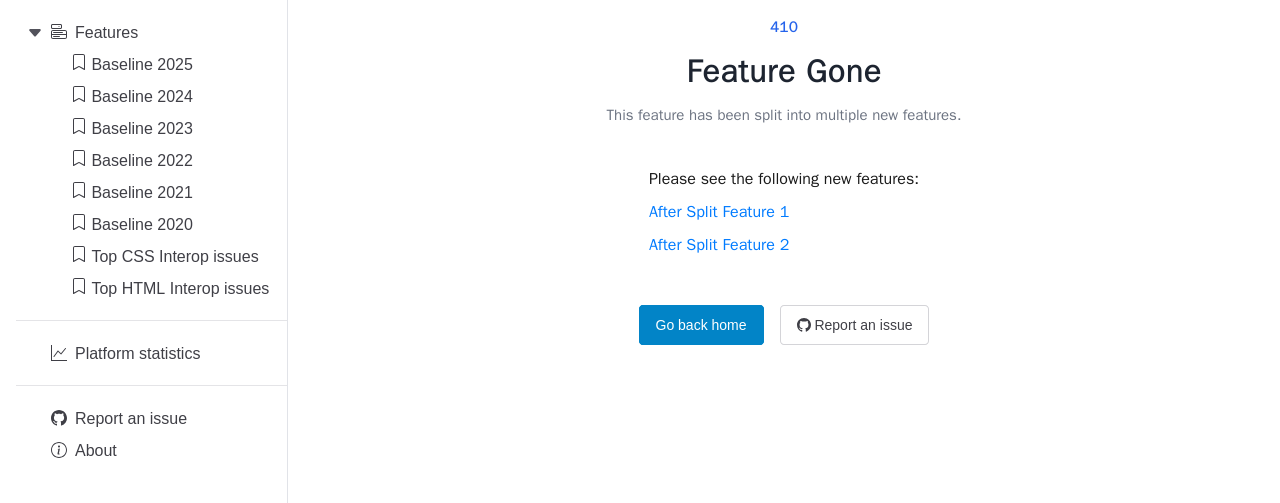 Features
Baseline 2025
Baseline 2024
Baseline 2023
Baseline 2022
Baseline 2021
Baseline 2020
Top CSS Interop issues
Top HTML Interop issues
Platform statistics
Report an issue
About
410
Feature Gone
This feature has been split into multiple new features.
Please see the following new features:
After Split Feature 1
After Split Feature 2
Go back home
Report an issue